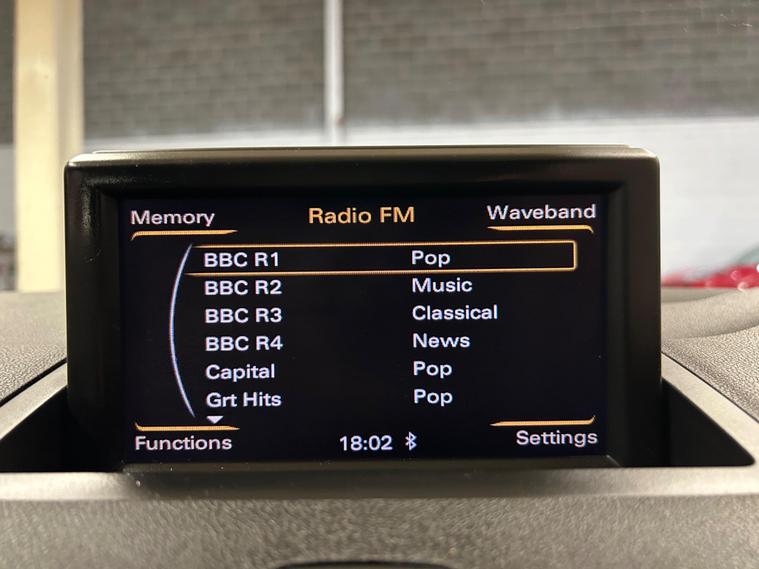 Memory Radio FM Waveband
BBC R1 Pop
BBC R2 Music
BBC R3 Classical
BBC R4 News
Capital Pop
Grt Hits Pop
Functions 18:02 Settings